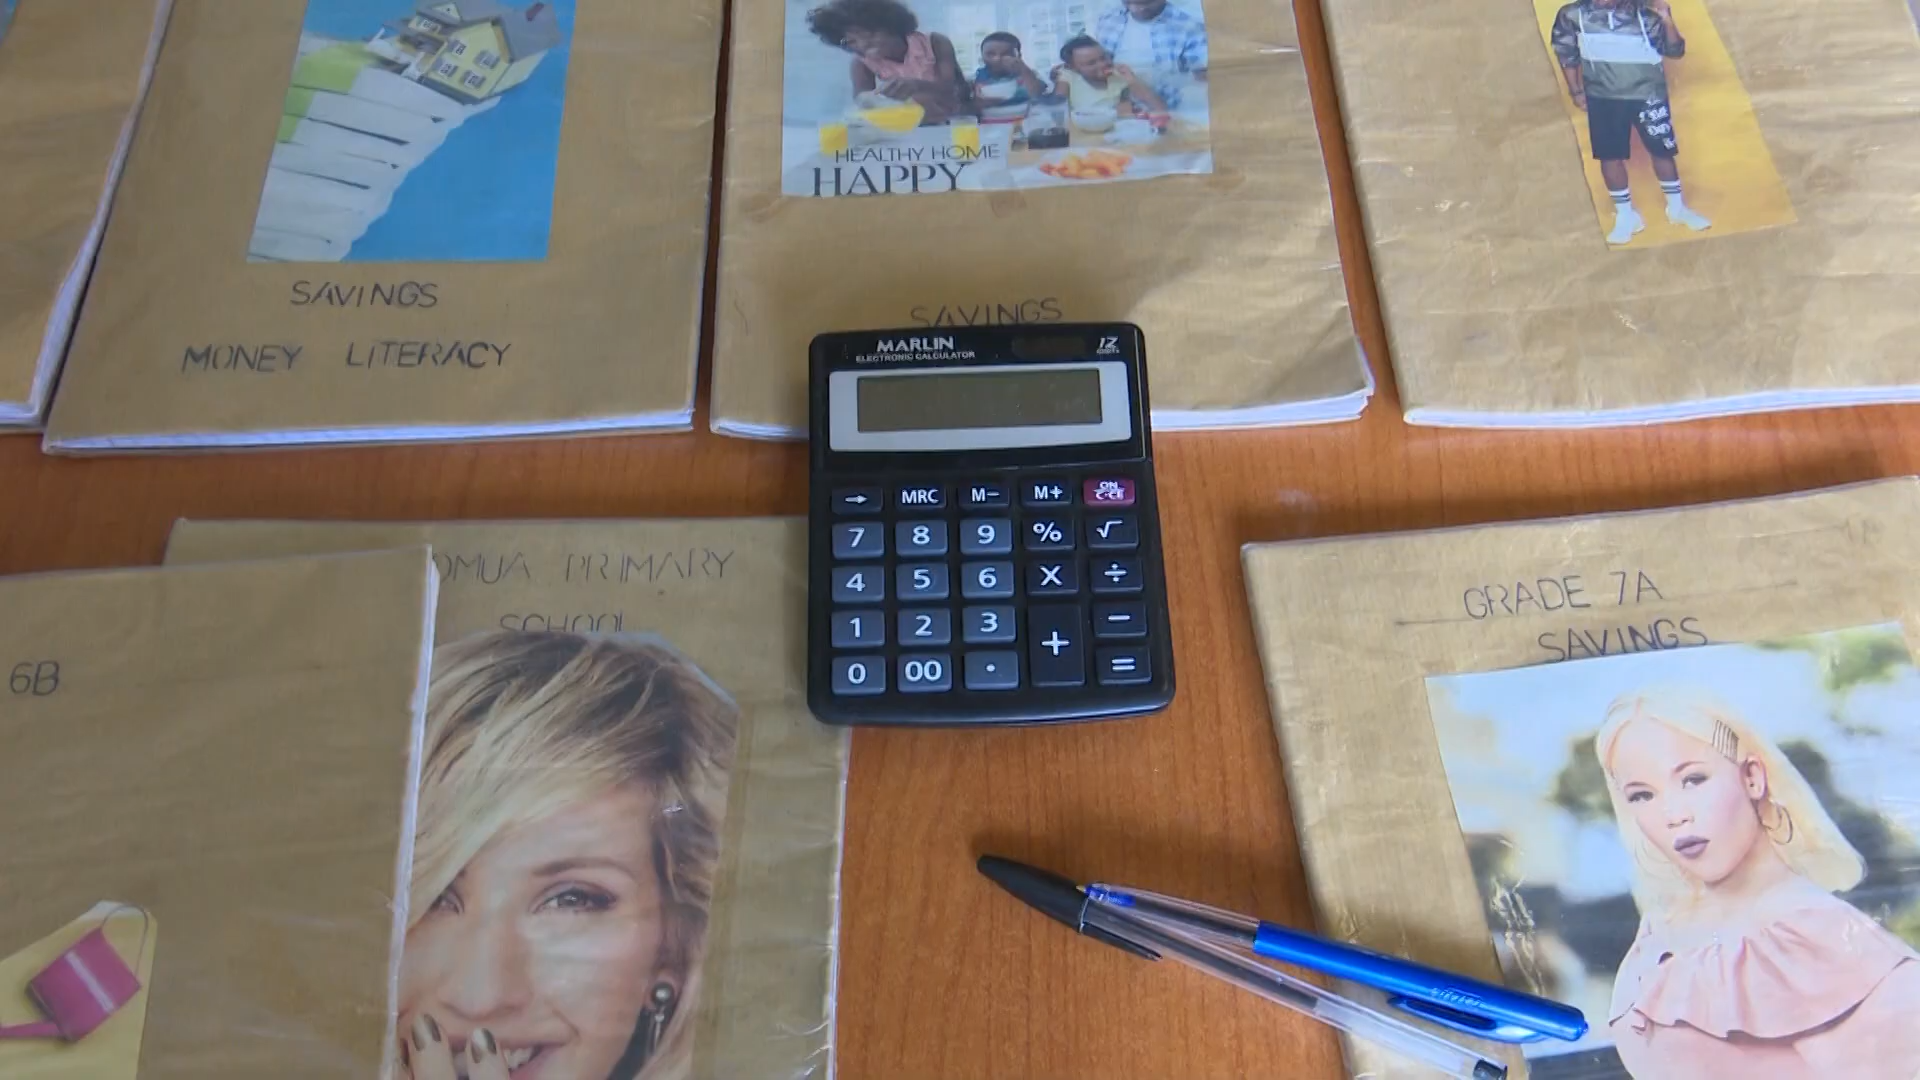 HEALTHY HOME
HAPPY
SAVINGS
MONEY LITERACY
SAVINGS
MARLIN
ELECTRONIC CALCULATOR
12
DIGITS
→ MRC M− M+ ON C·CE
7 8 9 % √
4 5 6 X ÷
1 2 3 + −
0 00 · =
PRIMARY
SCHOOL
6B
GRADE 7A
SAVINGS